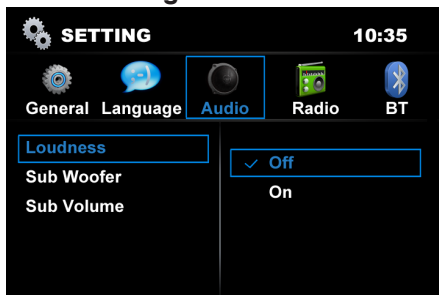 SETTING 10:35
General Language Audio Radio BT
Loudness
Sub Woofer
Sub Volume
Off
On